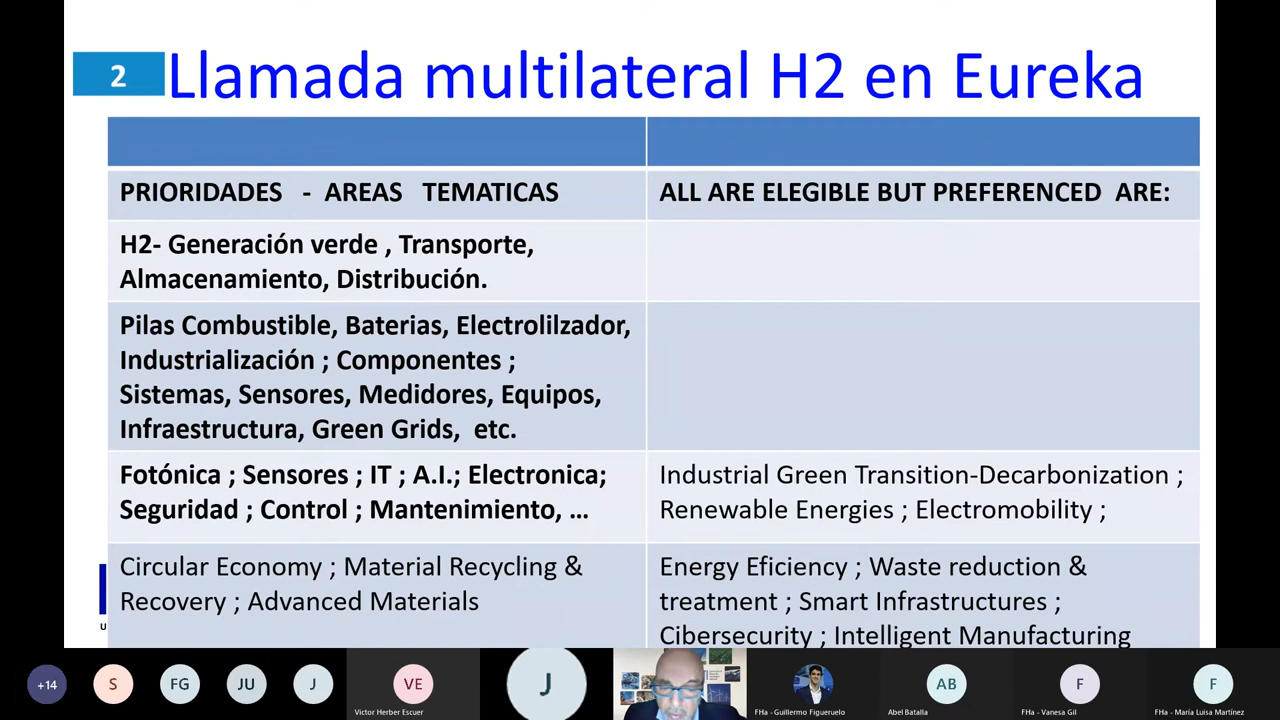 2
Llamada multilateral H2 en Eureka
PRIORIDADES - AREAS TEMATICAS
ALL ARE ELEGIBLE BUT PREFERENCED ARE:
H2- Generación verde , Transporte,
Almacenamiento, Distribución.
Pilas Combustible, Baterias, Electrolilzador,
Industrialización ; Componentes ;
Sistemas, Sensores, Medidores, Equipos,
Infraestructura, Green Grids, etc.
Fotónica ; Sensores ; IT ; A.I.; Electronica;
Seguridad ; Control ; Mantenimiento, ...
Industrial Green Transition-Decarbonization ;
Renewable Energies ; Electromobility ;
Circular Economy ; Material Recycling &
Recovery ; Advanced Materials
Energy Eficiency ; Waste reduction &
treatment ; Smart Infrastructures ;
Cibersecurity ; Intelligent Manufacturing
U
+14
S
FG
JU
J
VE
Victor Herber Escuer
J
FHa - Guillermo Figueruelo
AB
Abel Batalla
F
FHa - Vanesa Gil
F
FHa - María Luisa Martínez